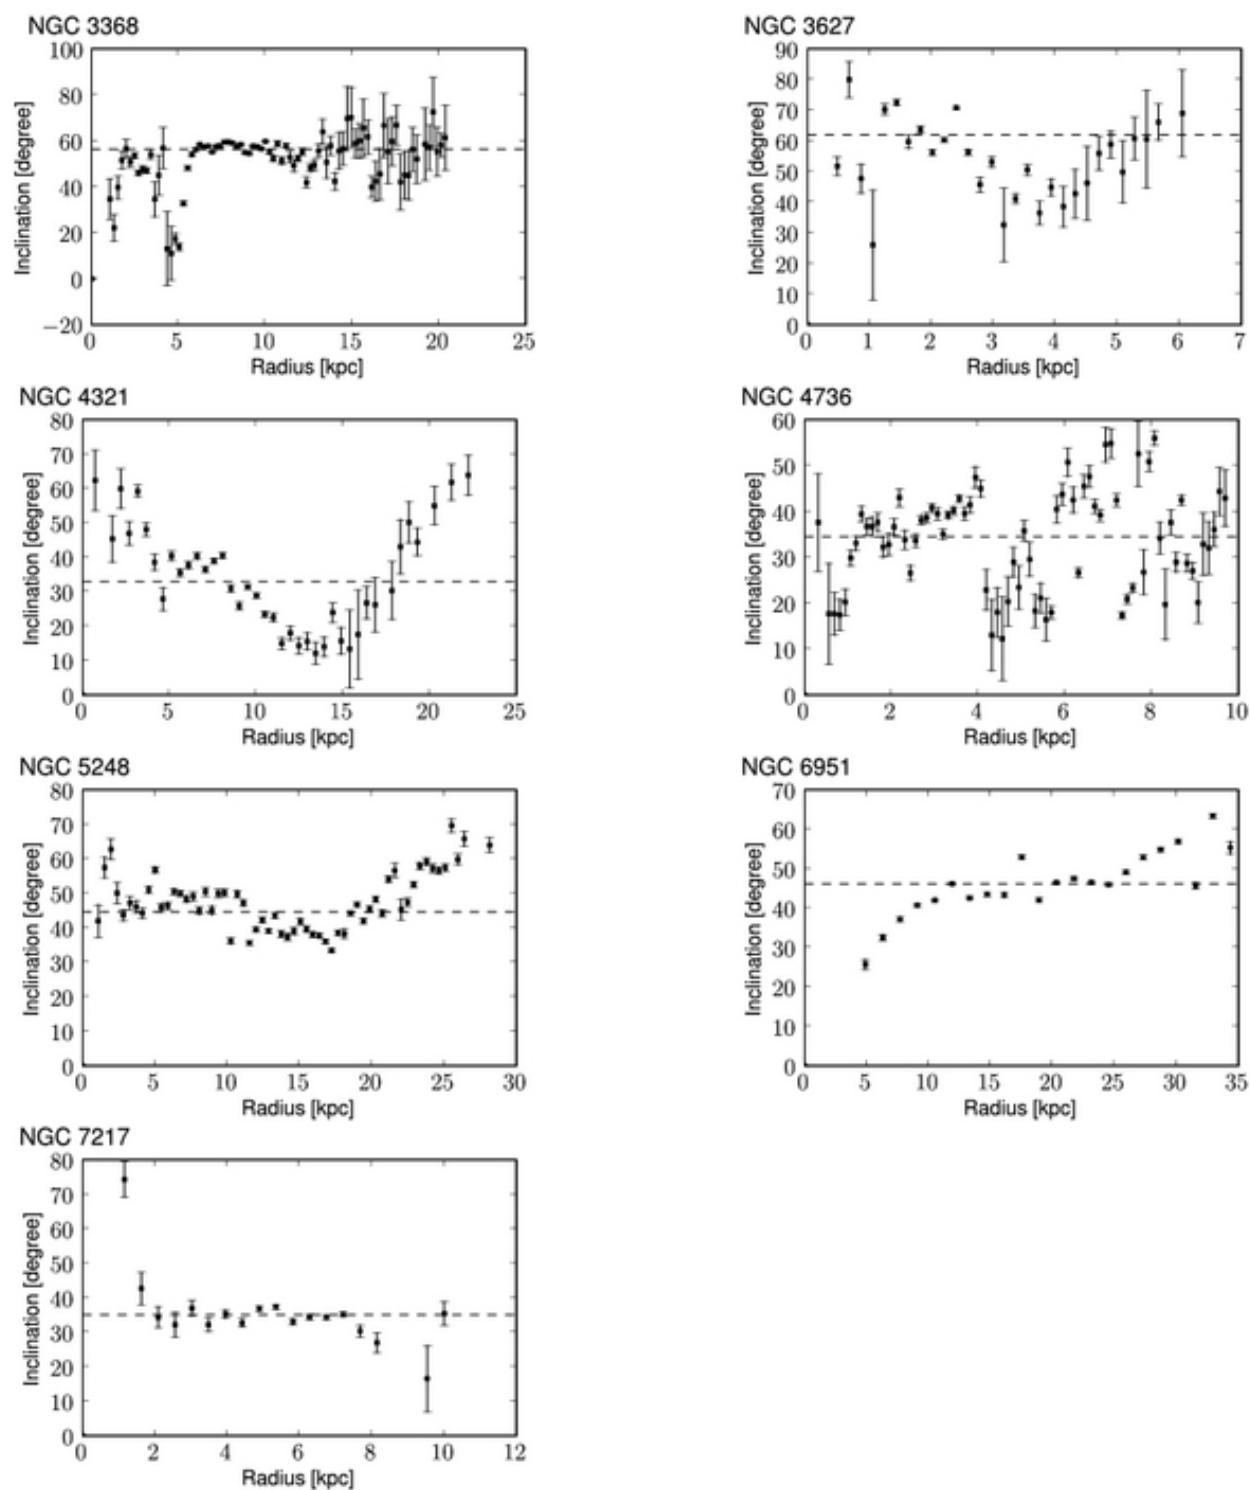 NGC 3368
100
80
60
40
20
0
−20
Inclination [degree]
0 5 10 15 20 25
Radius [kpc]
NGC 3627
90
80
70
60
50
40
30
20
10
0
Inclination [degree]
0 1 2 3 4 5 6 7
Radius [kpc]
NGC 4321
80
70
60
50
40
30
20
10
0
Inclination [degree]
0 5 10 15 20 25
Radius [kpc]
NGC 4736
60
50
40
30
20
10
0
Inclination [degree]
0 2 4 6 8 10
Radius [kpc]
NGC 5248
80
70
60
50
40
30
20
10
0
Inclination [degree]
0 5 10 15 20 25 30
Radius [kpc]
NGC 6951
70
60
50
40
30
20
10
0
Inclination [degree]
0 5 10 15 20 25 30 35
Radius [kpc]
NGC 7217
80
70
60
50
40
30
20
10
0
Inclination [degree]
0 2 4 6 8 10 12
Radius [kpc]